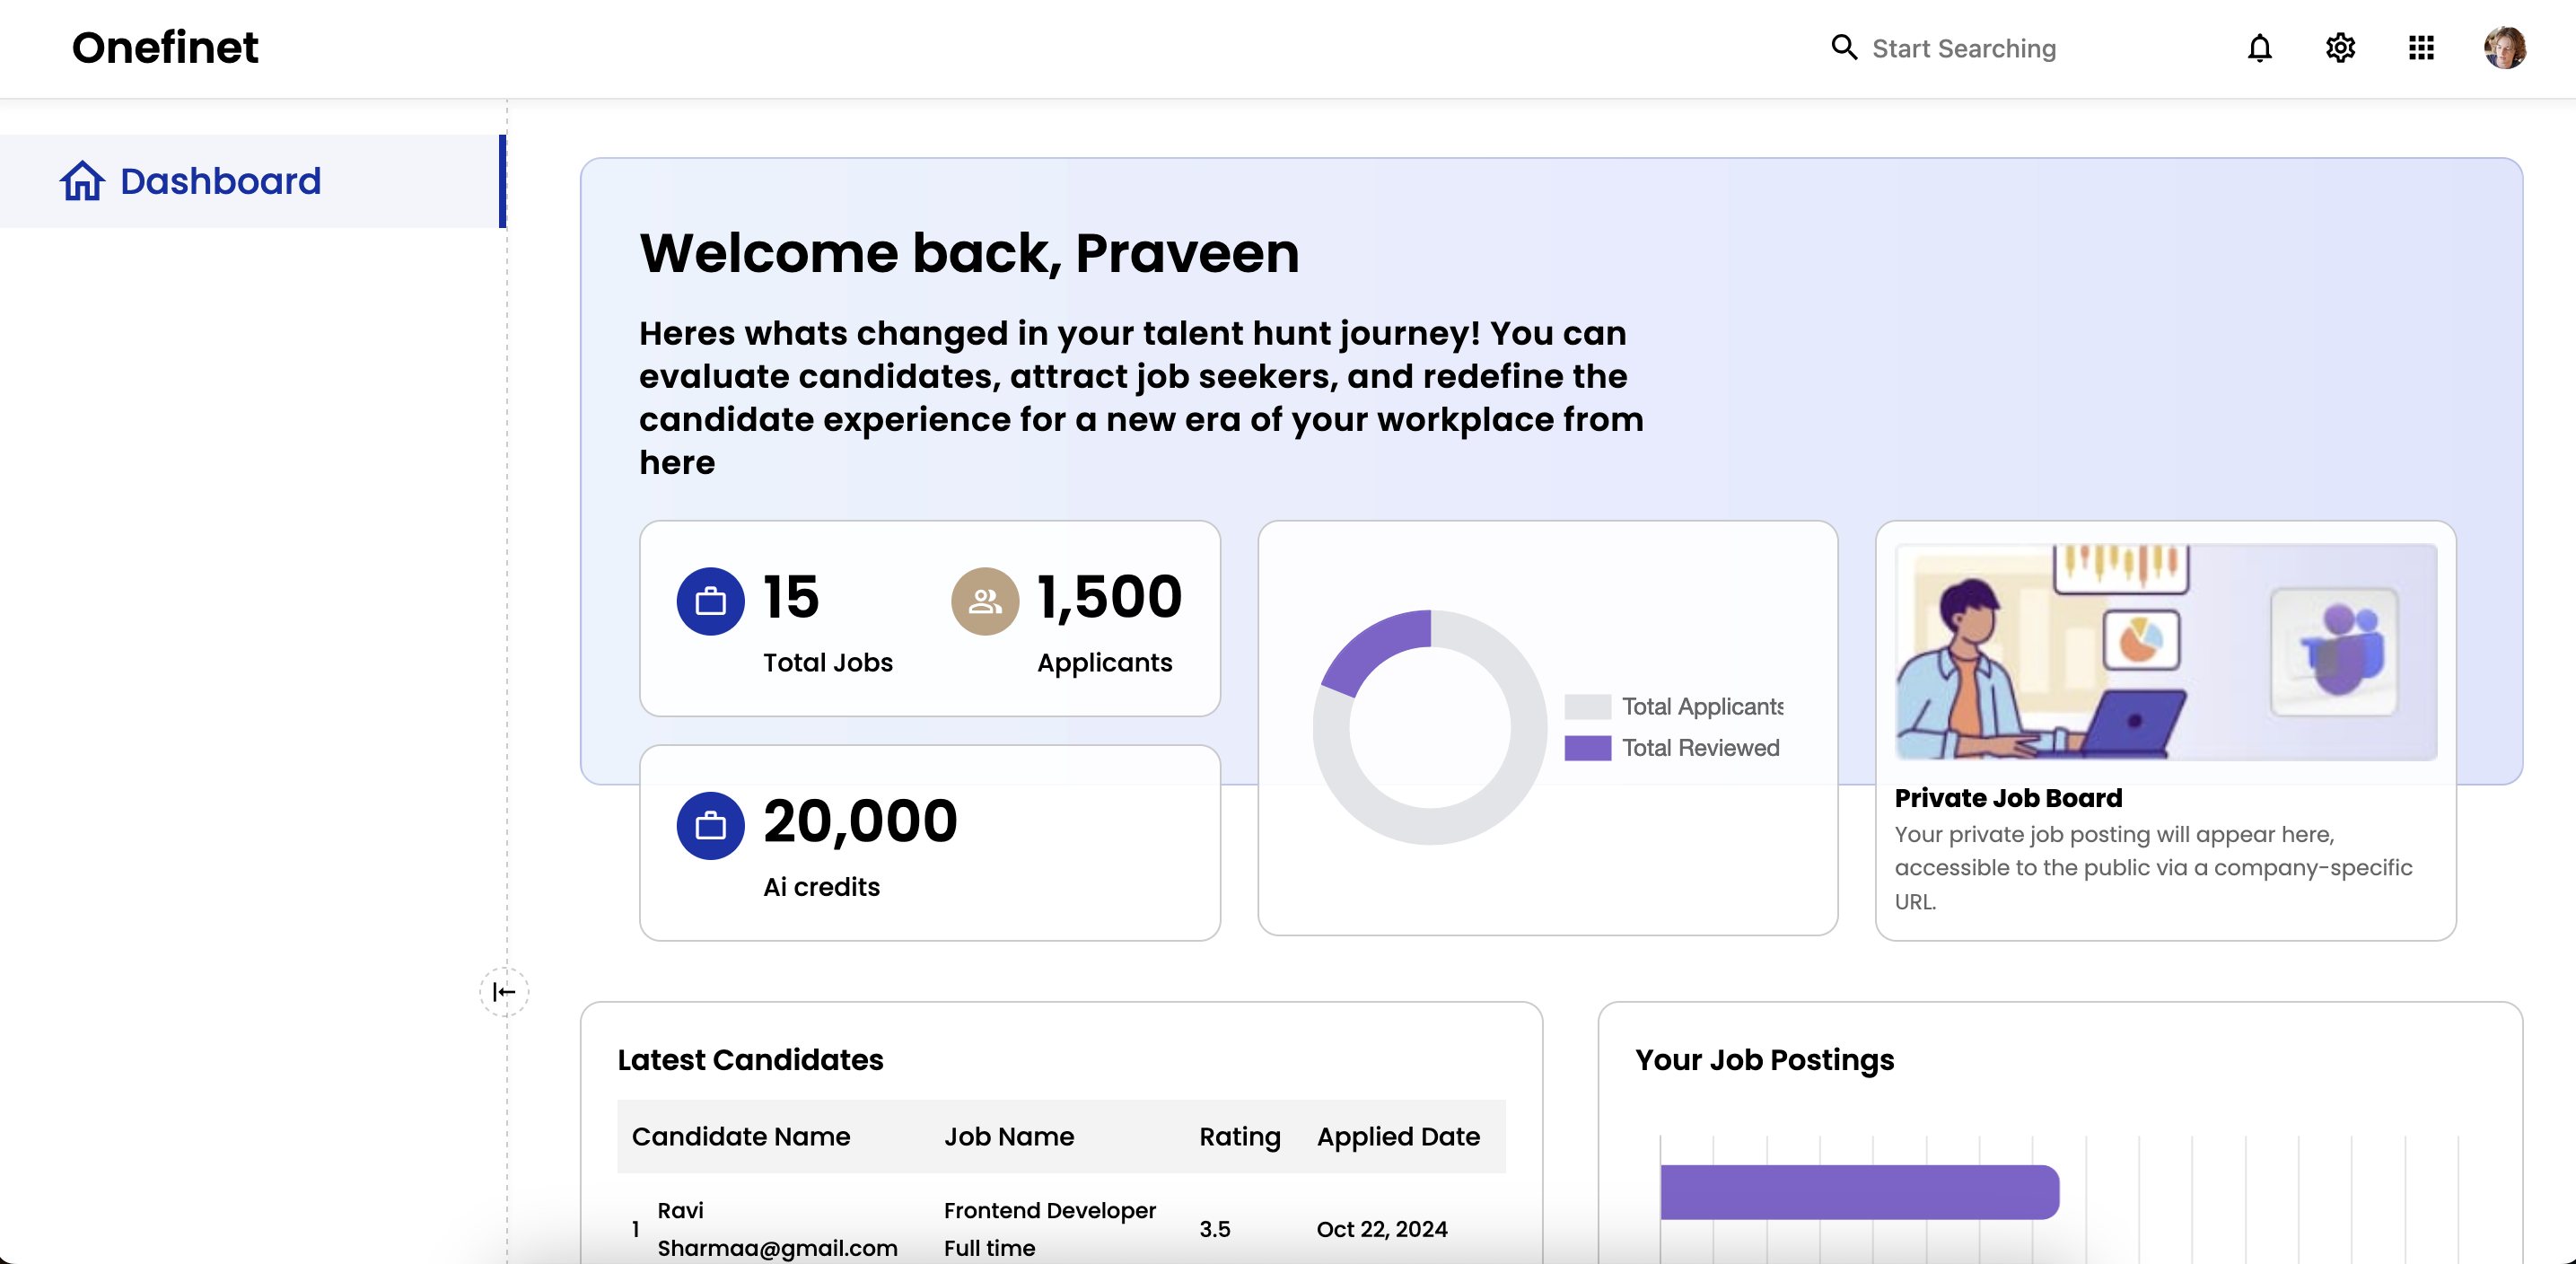 Onefinet
Start Searching
Dashboard
Welcome back, Praveen
Heres whats changed in your talent hunt journey! You can
evaluate candidates, attract job seekers, and redefine the
candidate experience for a new era of your workplace from
here
15
Total Jobs
1,500
Applicants
20,000
Ai credits
Total Applicants
Total Reviewed
Private Job Board
Your private job posting will appear here,
accessible to the public via a company-specific
URL.
Latest Candidates
Candidate Name Job Name Rating Applied Date
1 Ravi Frontend Developer 3.5 Oct 22, 2024
Sharmaa@gmail.com Full time
Your Job Postings